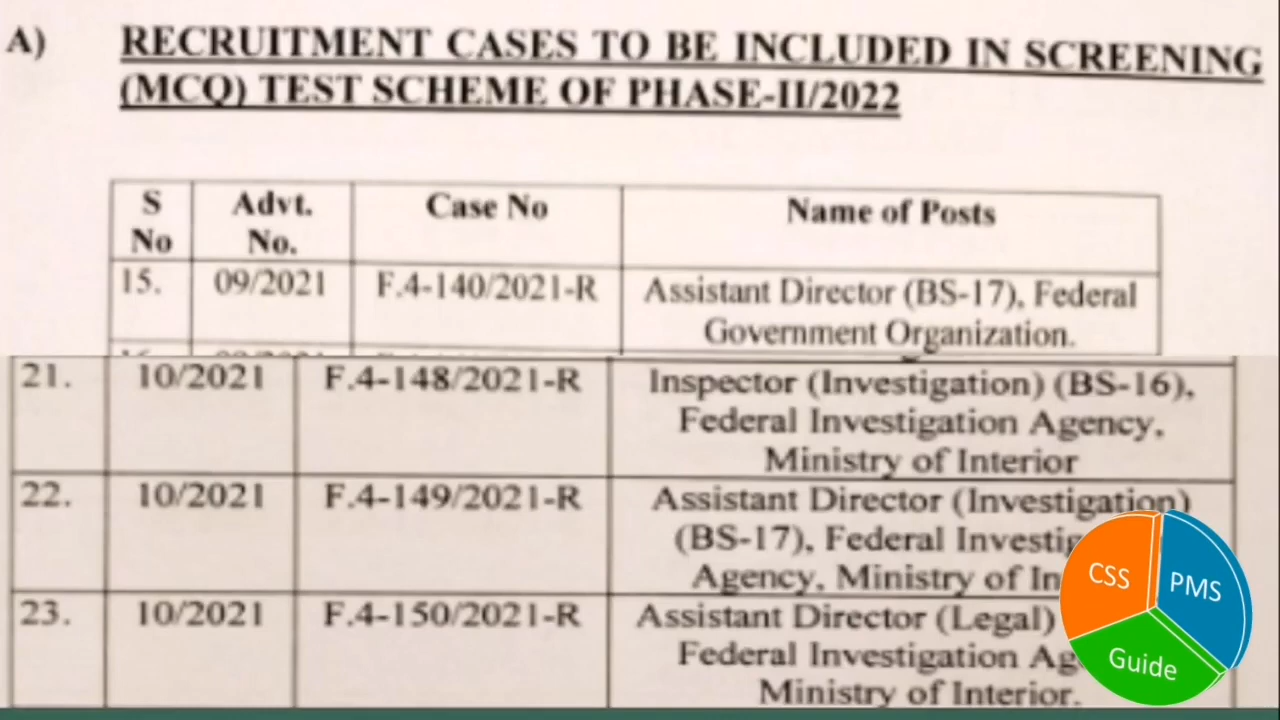 A) RECRUITMENT CASES TO BE INCLUDED IN SCREENING
(MCQ) TEST SCHEME OF PHASE-II/2022
S No Advt. No. Case No Name of Posts
15. 09/2021 F.4-140/2021-R Assistant Director (BS-17), Federal
Government Organization.
21. 10/2021 F.4-148/2021-R Inspector (Investigation) (BS-16),
Federal Investigation Agency,
Ministry of Interior
22. 10/2021 F.4-149/2021-R Assistant Director (Investigation)
(BS-17), Federal
Agency, Ministry of
23. 10/2021 F.4-150/2021-R Assistant Director (Legal)
Federal Investigation
Ministry of Interior.
CSS PMS
Guide